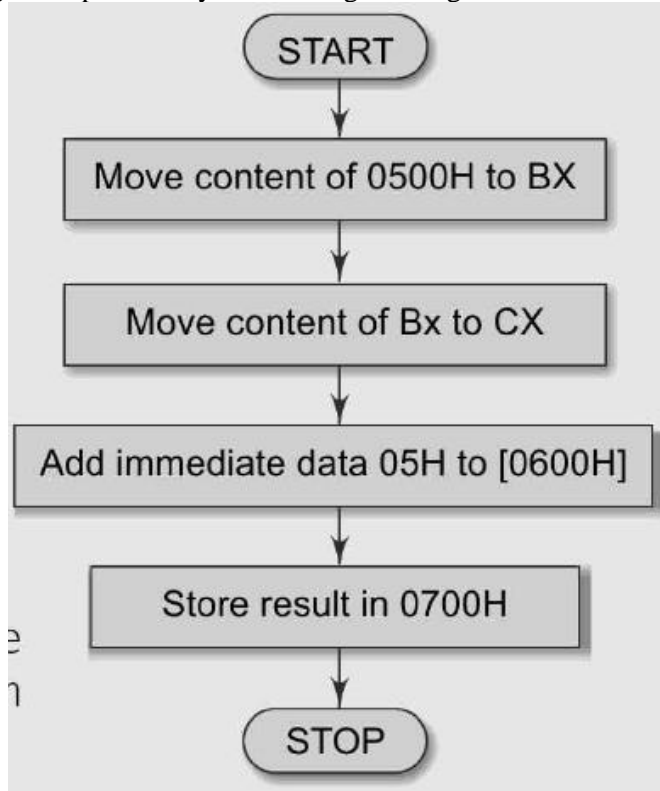 START
Move content of 0500H to BX
Move content of Bx to CX
Add immediate data 05H to [0600H]
Store result in 0700H
STOP